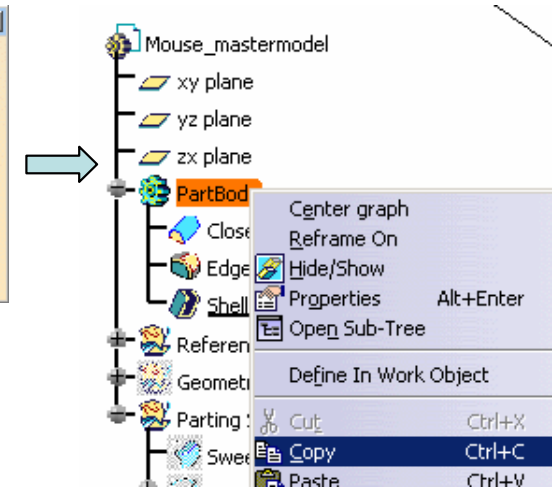 Mouse_mastermodel
xy plane
yz plane
zx plane
PartBod
Close
Edge
Shell
Referen
Geometr
Parting
Swee
Center graph
Reframe On
Hide/Show
Properties Alt+Enter
Open Sub-Tree
Define In Work Object
Cut Ctrl+X
Copy Ctrl+C
Paste Ctrl+V